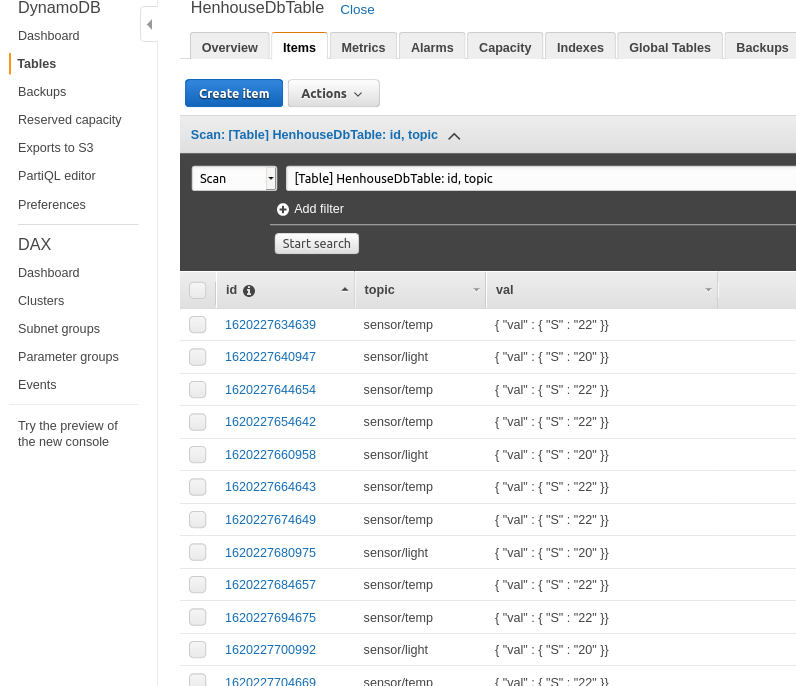 DynamoDB
Dashboard
Tables
Backups
Reserved capacity
Exports to S3
PartiQL editor
Preferences
DAX
Dashboard
Clusters
Subnet groups
Parameter groups
Events
Try the preview of
the new console
HenhouseDbTable Close
Overview Items Metrics Alarms Capacity Indexes Global Tables Backups
Create item Actions
Scan: [Table] HenhouseDbTable: id, topic
Scan [Table] HenhouseDbTable: id, topic
Add filter
Start search
id topic val
1620227634639 sensor/temp { "val" : { "S" : "22" }}
1620227640947 sensor/light { "val" : { "S" : "20" }}
1620227644654 sensor/temp { "val" : { "S" : "22" }}
1620227654642 sensor/temp { "val" : { "S" : "22" }}
1620227660958 sensor/light { "val" : { "S" : "20" }}
1620227664643 sensor/temp { "val" : { "S" : "22" }}
1620227674649 sensor/temp { "val" : { "S" : "22" }}
1620227680975 sensor/light { "val" : { "S" : "20" }}
1620227684657 sensor/temp { "val" : { "S" : "22" }}
1620227694675 sensor/temp { "val" : { "S" : "22" }}
1620227700992 sensor/light { "val" : { "S" : "20" }}
1620227704669 sensor/temp { "val" : { "S" : "22" }}